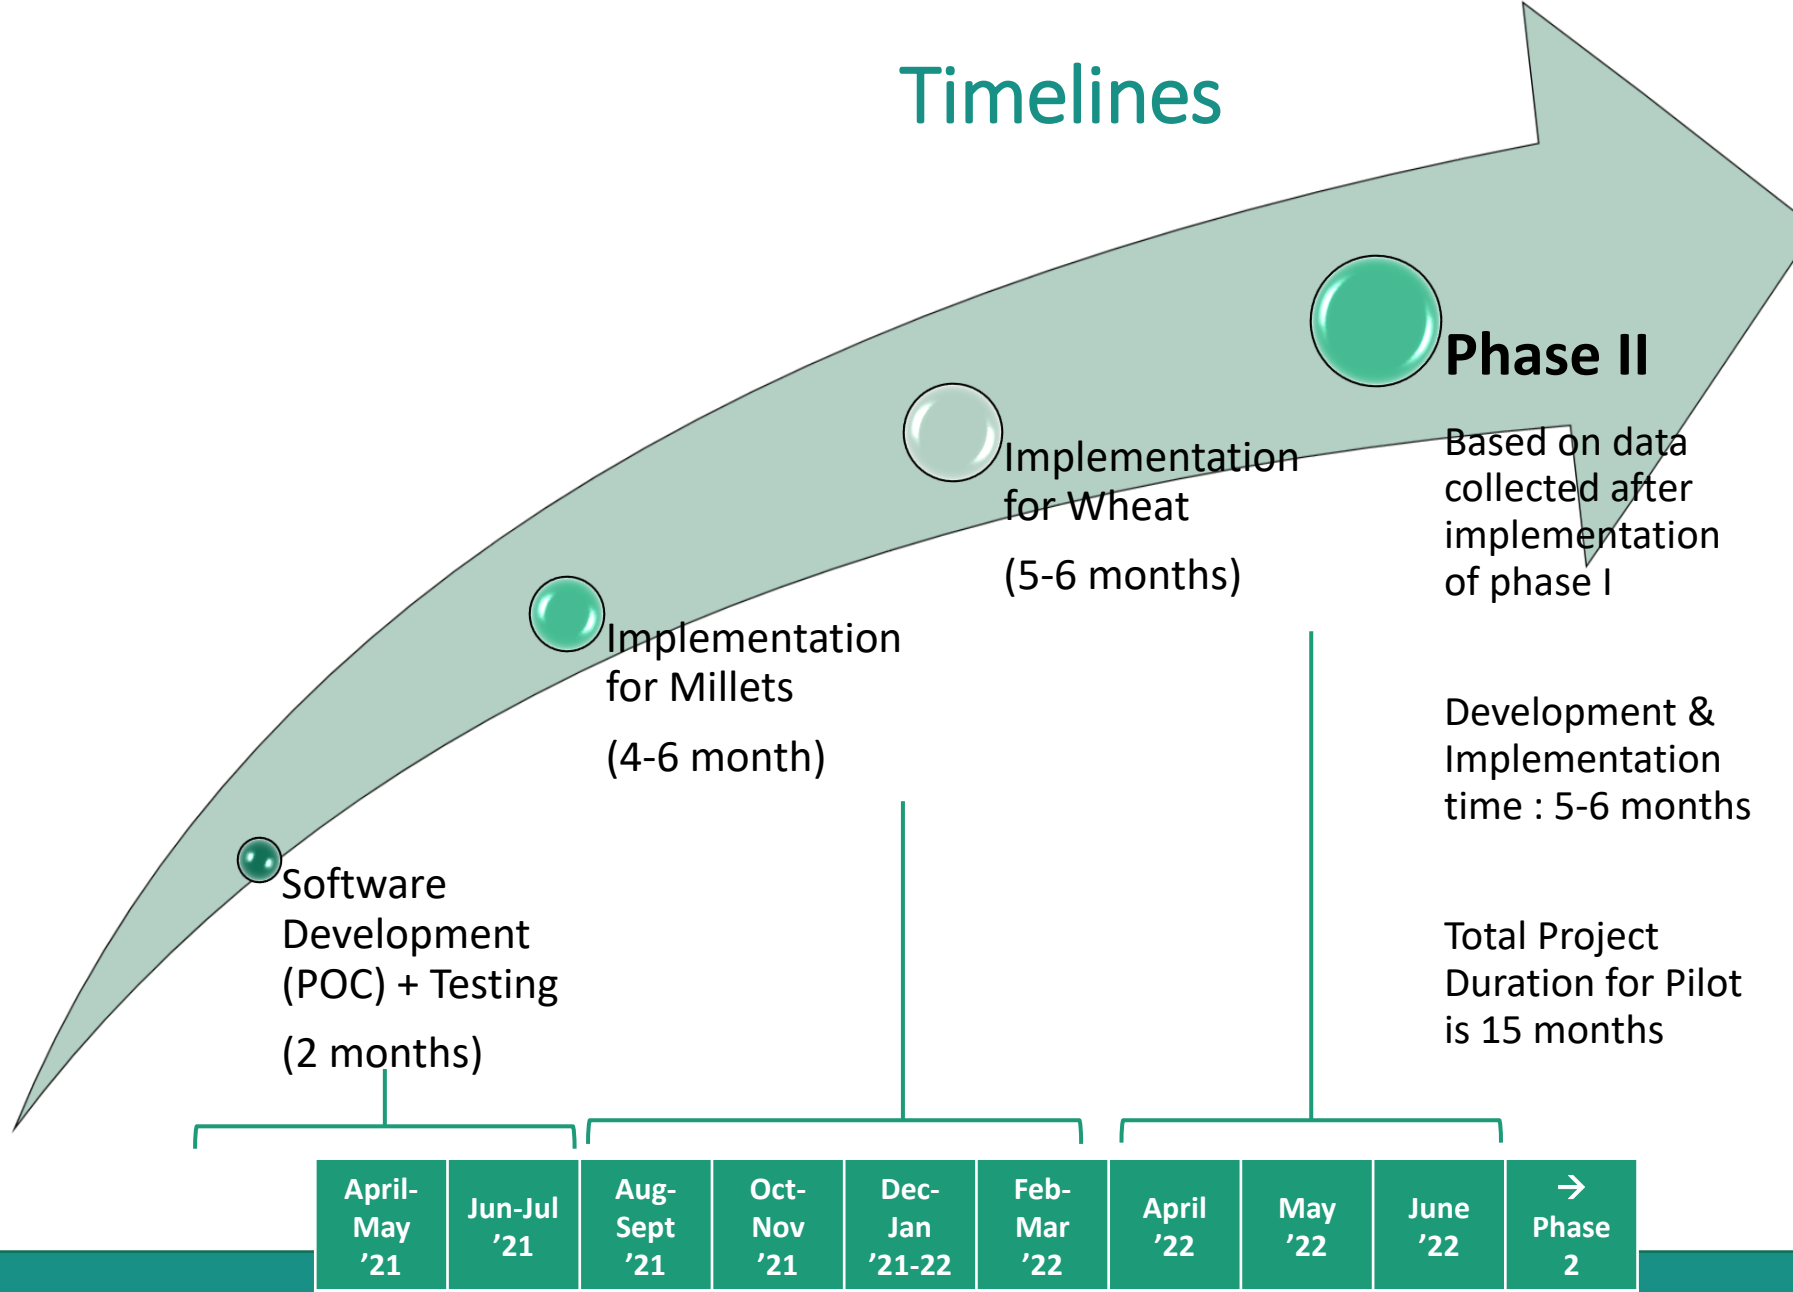 Timelines
Software
Development
(POC) + Testing
(2 months)
Implementation
for Millets
(4-6 month)
Implementation
for Wheat
(5-6 months)
Phase II
Based on data
collected after
implementation
of phase I
Development &
Implementation
time : 5-6 months
Total Project
Duration for Pilot
is 15 months
April-
May
’21
Jun-Jul
’21
Aug-
Sept
’21
Oct-
Nov
’21
Dec-
Jan
’21-22
Feb-
Mar
’22
April
’22
May
’22
June
’22
→
Phase
2